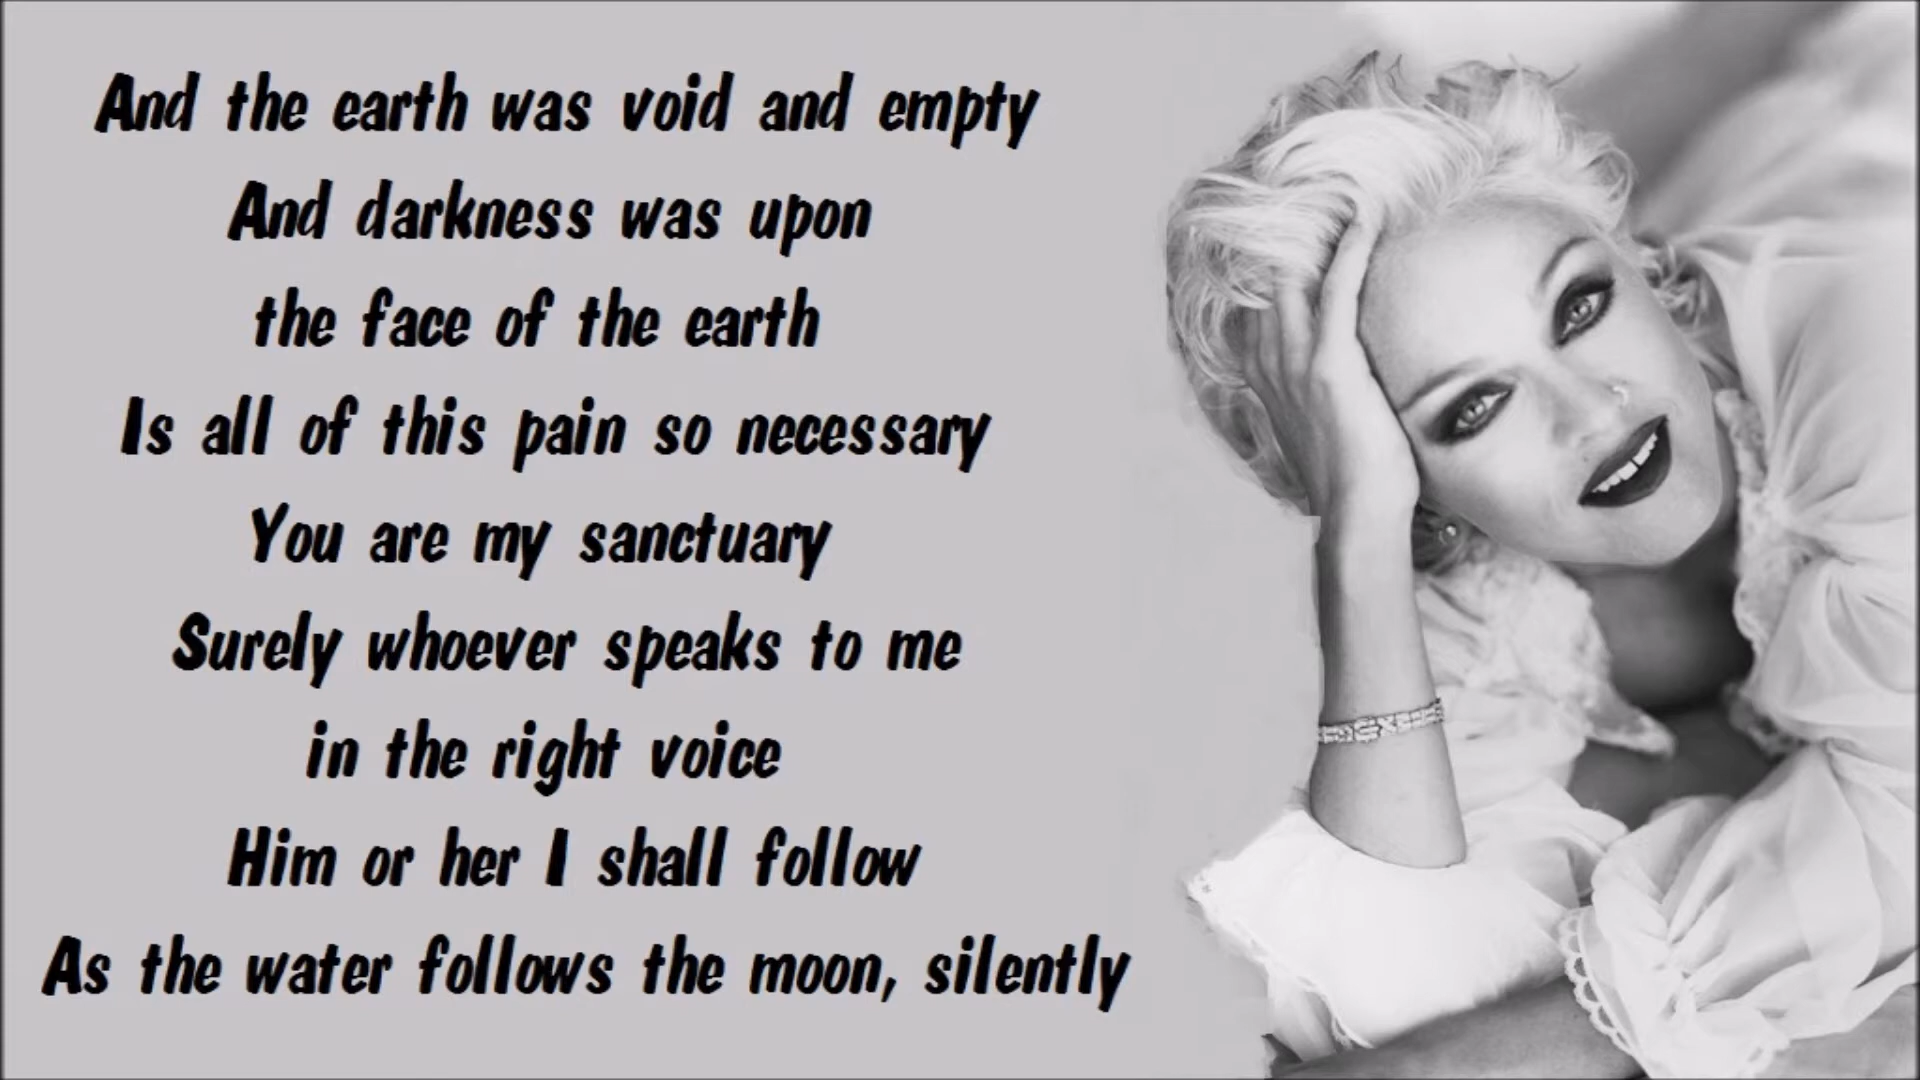 And the earth was void and empty
And darkness was upon
the face of the earth
Is all of this pain so necessary
You are my sanctuary
Surely whoever speaks to me
in the right voice
Him or her I shall follow
As the water follows the moon, silently